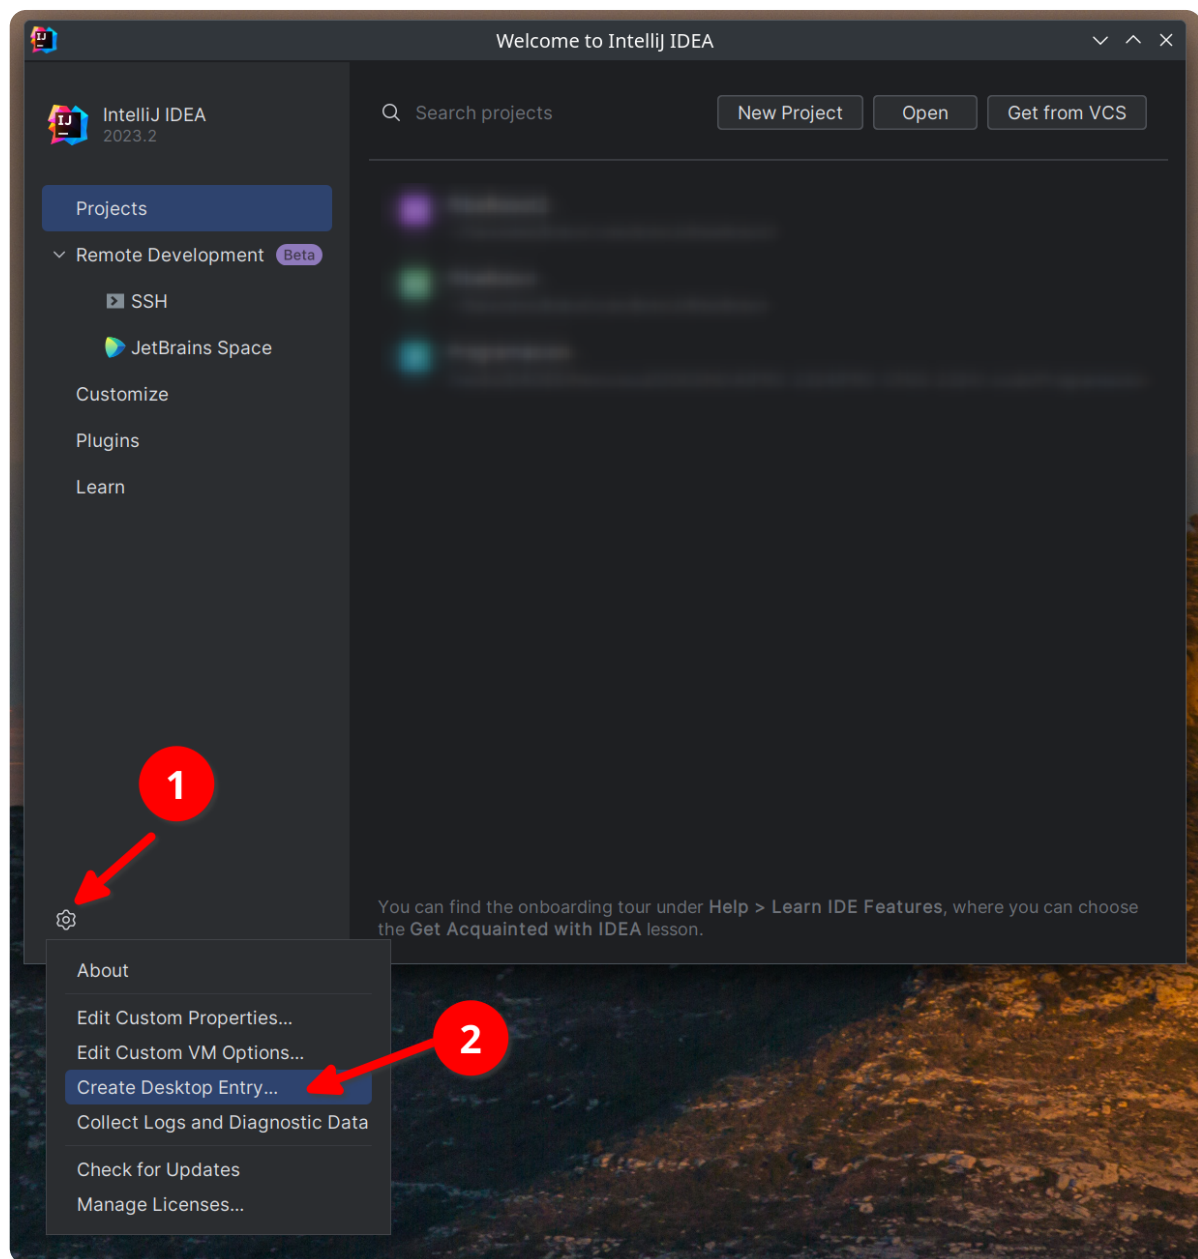 Welcome to IntelliJ IDEA
IntelliJ IDEA
2023.2
Search projects
New Project
Open
Get from VCS
Projects
Remote Development Beta
SSH
JetBrains Space
Customize
Plugins
Learn
1
You can find the onboarding tour under Help > Learn IDE Features, where you can choose
the Get Acquainted with IDEA lesson.
About
Edit Custom Properties...
Edit Custom VM Options...
2
Create Desktop Entry...
Collect Logs and Diagnostic Data
Check for Updates
Manage Licenses...